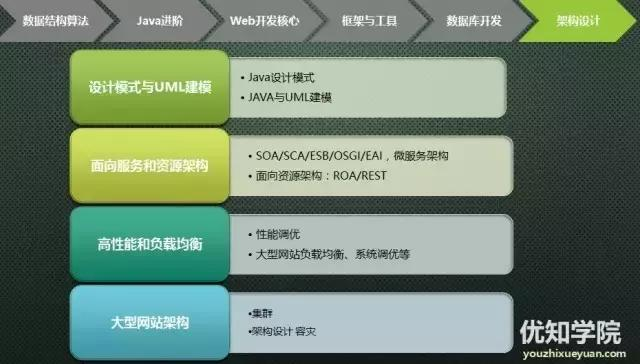 数据结构算法
Java进阶
Web开发核心
框架与工具
数据库开发
架构设计
设计模式与UML建模
• Java设计模式
• JAVA与UML建模
面向服务和资源架构
• SOA/SCA/ESB/OSGI/EAI，微服务架构
• 面向资源架构：ROA/REST
高性能和负载均衡
• 性能调优
• 大型网站负载均衡、系统调优等
大型网站架构
•集群
•架构设计 容灾
优知学院
youzhixueyuan.com